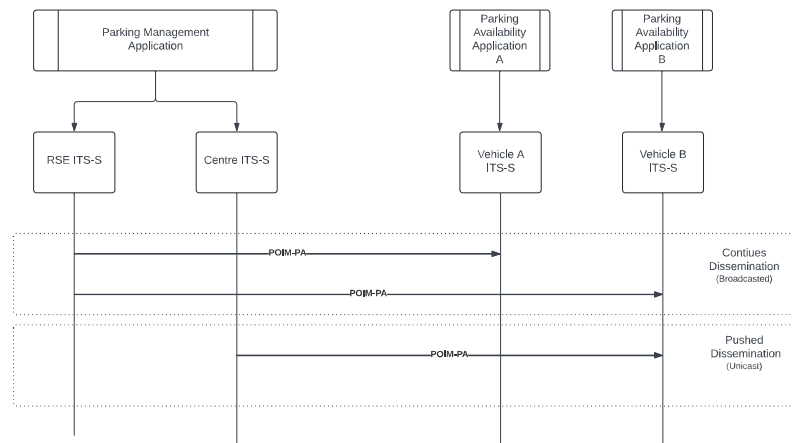 Parking Management
Application
Parking
Availability
Application
A
Parking
Availability
Application
B
RSE ITS-S
Centre ITS-S
Vehicle A
ITS-S
Vehicle B
ITS-S
POIM-PA
Contiues
Dissemination
(Broadcasted)
POIM-PA
Pushed
Dissemination
(Unicast)
POIM-PA